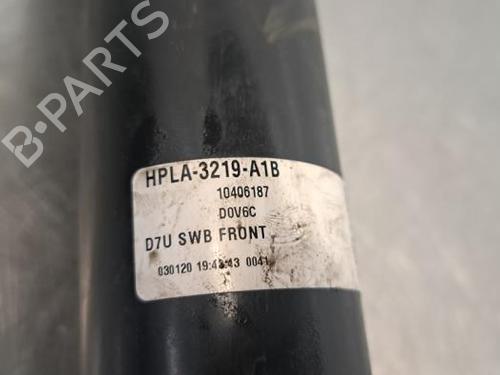 B-PARTS
HPLA-3219-A1B
10406187
D0V6C
D7U SWB FRONT
030120 19:43:43 0041